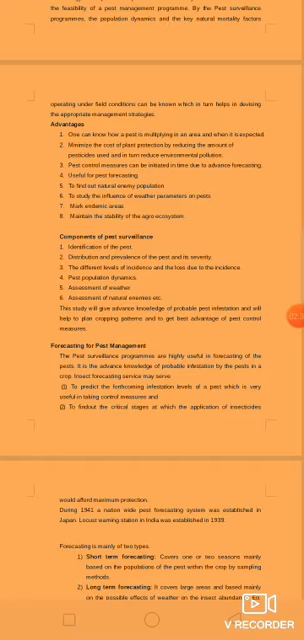 the feasibility of a pest management programme. By the Pest surveillance
programmes, the population dynamics and the key natural mortality factors
operating under field conditions can be known which in turn helps in devising
the appropriate management strategies.
Advantages
1. One can know how a pest is multiplying in an area and when it is expected.
2. Minimize the cost of plant protection by reducing the amount of
pesticides used and in turn reduce environmental pollution.
3. Pest control measures can be initiated in time due to advance forecasting.
4. Useful for pest forecasting.
5. To find out natural enemy population
6. To study the influence of weather parameters on pests
7. Mark endemic areas
8. Maintain the stability of the agro ecosystem
Components of pest surveillance
1. Identification of the pest.
2. Distribution and prevalence of the pest and its severity.
3. The different levels of incidence and the loss due to the incidence.
4. Pest population dynamics.
5. Assessment of weather
6. Assessment of natural enemies etc.
This study will give advance knowledge of probable pest infestation and will
help to plan cropping patterns and to get best advantage of pest control
measures
Forecasting for Pest Management
The Pest surveillance programmes are highly useful in forecasting of the
pests. It is the advance knowledge of probable infestation by the pests in a
crop. Insect forecasting service may serve
(1) To predict the forthcoming infestation levels of a pest which is very
useful in taking control measures and
(2) To findout the critical stages at which the application of insecticides
would afford maximum protection.
During 1941 a nation wide pest forecasting system was established in
Japan. Locust warning station in India was established in 1939.
Forecasting is mainly of two types.
1) Short term forecasting: Covers one or two seasons mainly
based on the populations of the pest within the crop by sampling
methods.
2) Long term forecasting: It covers large areas and based mainly
on the possible effects of weather on the insect
V RECORDER